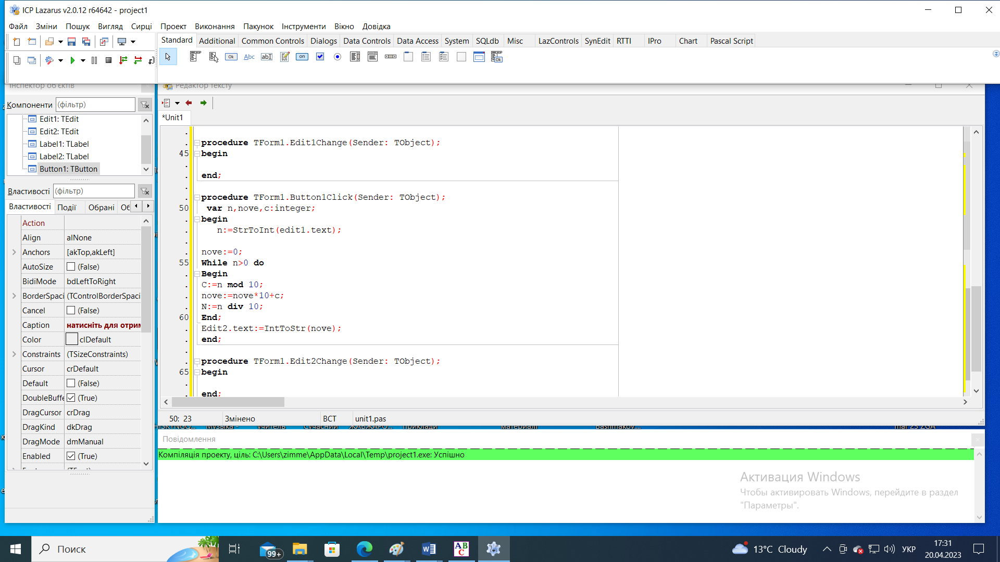 ІСР Lazarus v2.0.12 r64642 - project1
Файл Зміни Пошук Вигляд Сирці Проект Виконання Пакунок Інструменти Вікно Довідка
Standard Additional Common Controls Dialogs Data Controls Data Access System SQLdb Misc LazControls SynEdit RTTI IPro Chart Pascal Script
Ok Abc abI on Ok
Інспектор об'єктів
Компоненти (фільтр)
Edit1: TEdit
Edit2: TEdit
Label1: TLabel
Label2: TLabel
Button1: TButton
Властивості (фільтр)
Властивості Події Обрані Об
Action
Align alNone
Anchors [akTop,akLeft]
AutoSize (False)
BidiMode bdLeftToRight
BorderSpaci (TControlBorderSpaci
Cancel (False)
Caption натисніть для отрим
Color clDefault
Constraints (TSizeConstraints)
Cursor crDefault
Default (False)
DoubleBuffe (True)
DragCursor crDrag
DragKind dkDrag
DragMode dmManual
Enabled (True)
Редактор тексту
*Unit1
procedure TForm1.Edit1Change(Sender: TObject);
45 begin
end;
procedure TForm1.Button1Click(Sender: TObject);
50 var n,nove,c:integer;
begin
n:=StrToInt(edit1.text);
nove:=0;
55 While n>0 do
Begin
C:=n mod 10;
nove:=nove*10+c;
N:=n div 10;
60 End;
Edit2.text:=IntToStr(nove);
end;
procedure TForm1.Edit2Change(Sender: TObject);
65 begin
end;
50: 23 Змінено ВСТ unit1.pas
Повідомлення
Компіляція проекту, ціль: C:\Users\zimme\AppData\Local\Temp\project1.exe: Успішно
Активация Windows
Чтобы активировать Windows, перейдите в раздел
"Параметры".
Поиск
99+
13°C Cloudy
УКР
17:31
20.04.2023